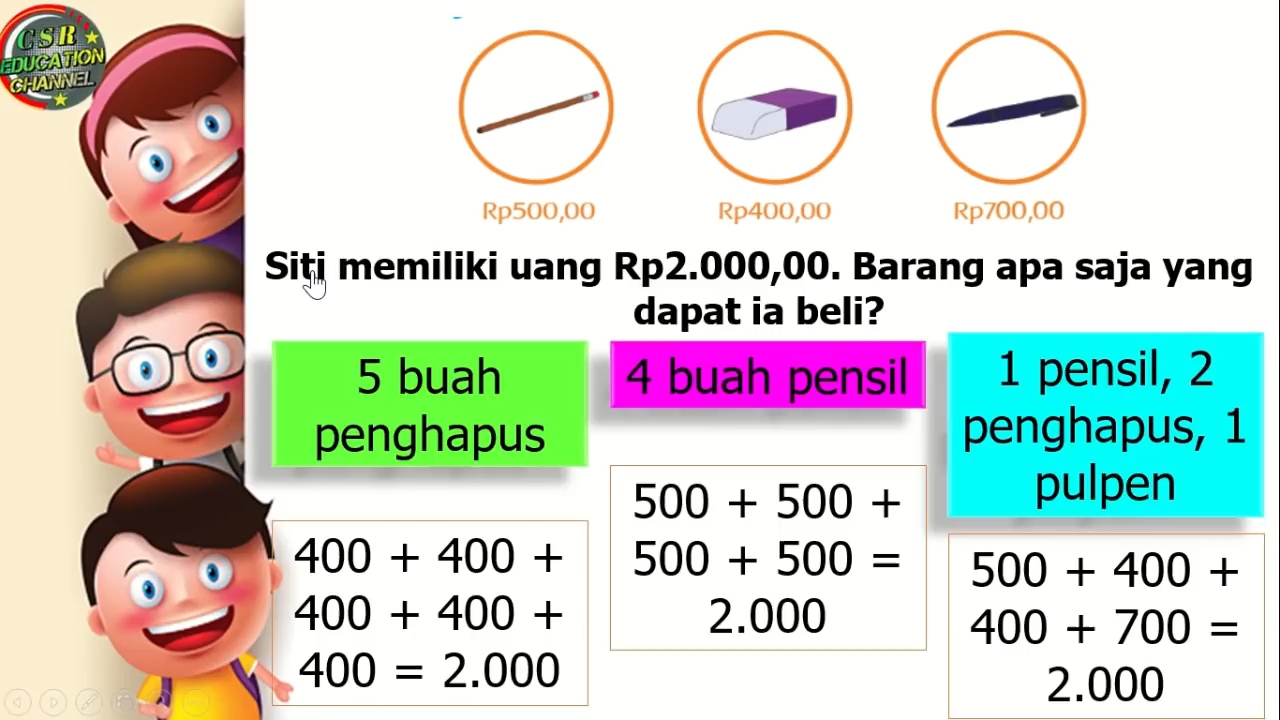 CSR
EDUCATION
CHANNEL
Rp500,00
Rp400,00
Rp700,00
Siti memiliki uang Rp2.000,00. Barang apa saja yang
dapat ia beli?
5 buah
penghapus
400 + 400 +
400 + 400 +
400 = 2.000
4 buah pensil
500 + 500 +
500 + 500 =
2.000
1 pensil, 2
penghapus, 1
pulpen
500 + 400 +
400 + 700 =
2.000